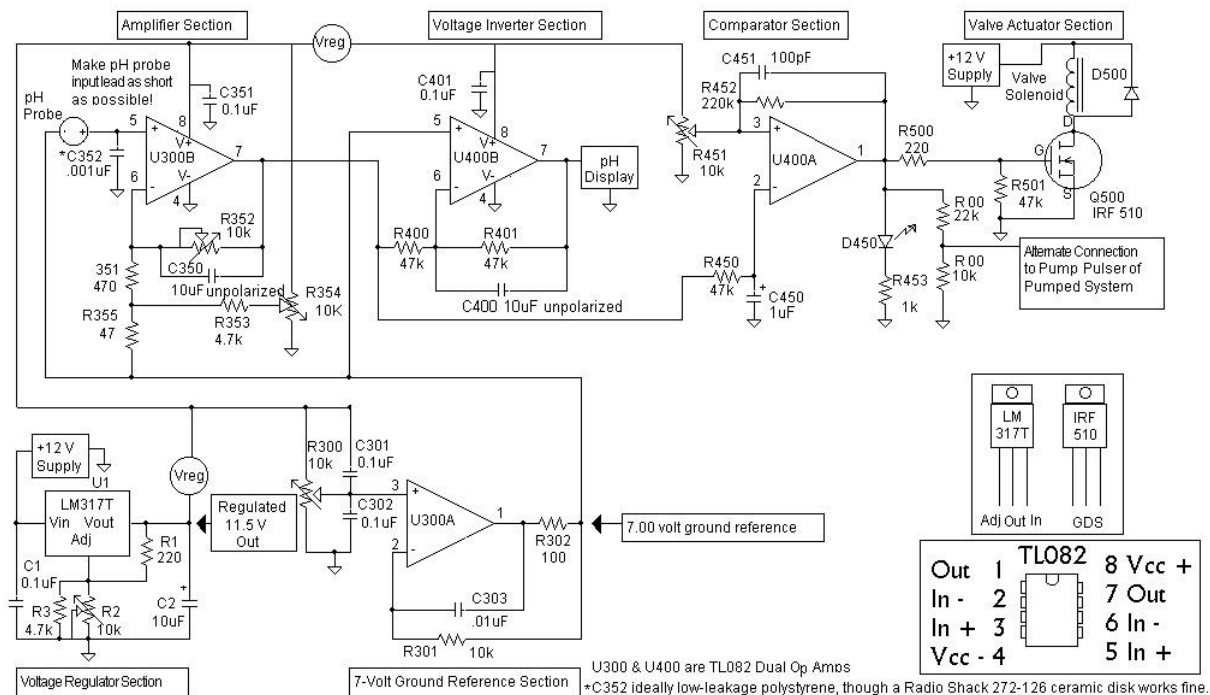 Amplifier Section
Voltage Inverter Section
Comparator Section
Valve Actuator Section
Vreg
Make pH probe
input lead as short
as possible!
pH
Probe
C351
0.1uF
*C352
.001uF
5
6
7
8
4
+
-
V+
V-
U300B
R352
10k
C350
10uF unpolarized
351
470
R355
47
R353
4.7k
R354
10K
C401
0.1uF
5
6
7
8
4
+
-
V+
V-
U400B
pH
Display
R400
47k
R401
47k
C400 10uF unpolarized
C451
100pF
R452
220k
R451
10k
3
2
1
+
-
U400A
R450
47k
+
C450
1uF
D450
R453
1k
R500
220
R 00
22k
R 00
10k
R501
47k
+12 V
Supply
Valve
Solenoid
D500
D
G
S
Q500
IRF 510
Alternate Connection
to Pump Pulser of
Pumped System
+12 V
Supply
U1
Vreg
LM317T
Vin Vout
Adj
R1
220
C1
0.1uF
R3
4.7k
R2
10k
+
C2
10uF
Regulated
11.5 V
Out
R300
10k
C301
0.1uF
C302
0.1uF
3
2
1
+
-
U300A
R302
100
C303
.01uF
R301
10k
7.00 volt ground reference
LM
317T
IRF
510
Adj Out In
GDS
TL082
Out 1
In - 2
In + 3
Vcc - 4
8 Vcc +
7 Out
6 In -
5 In +
Voltage Regulator Section
7-Volt Ground Reference Section
U300 & U400 are TL082 Dual Op Amps
*C352 ideally low-leakage polystyrene, though a Radio Shack 272-126 ceramic disk works fine.